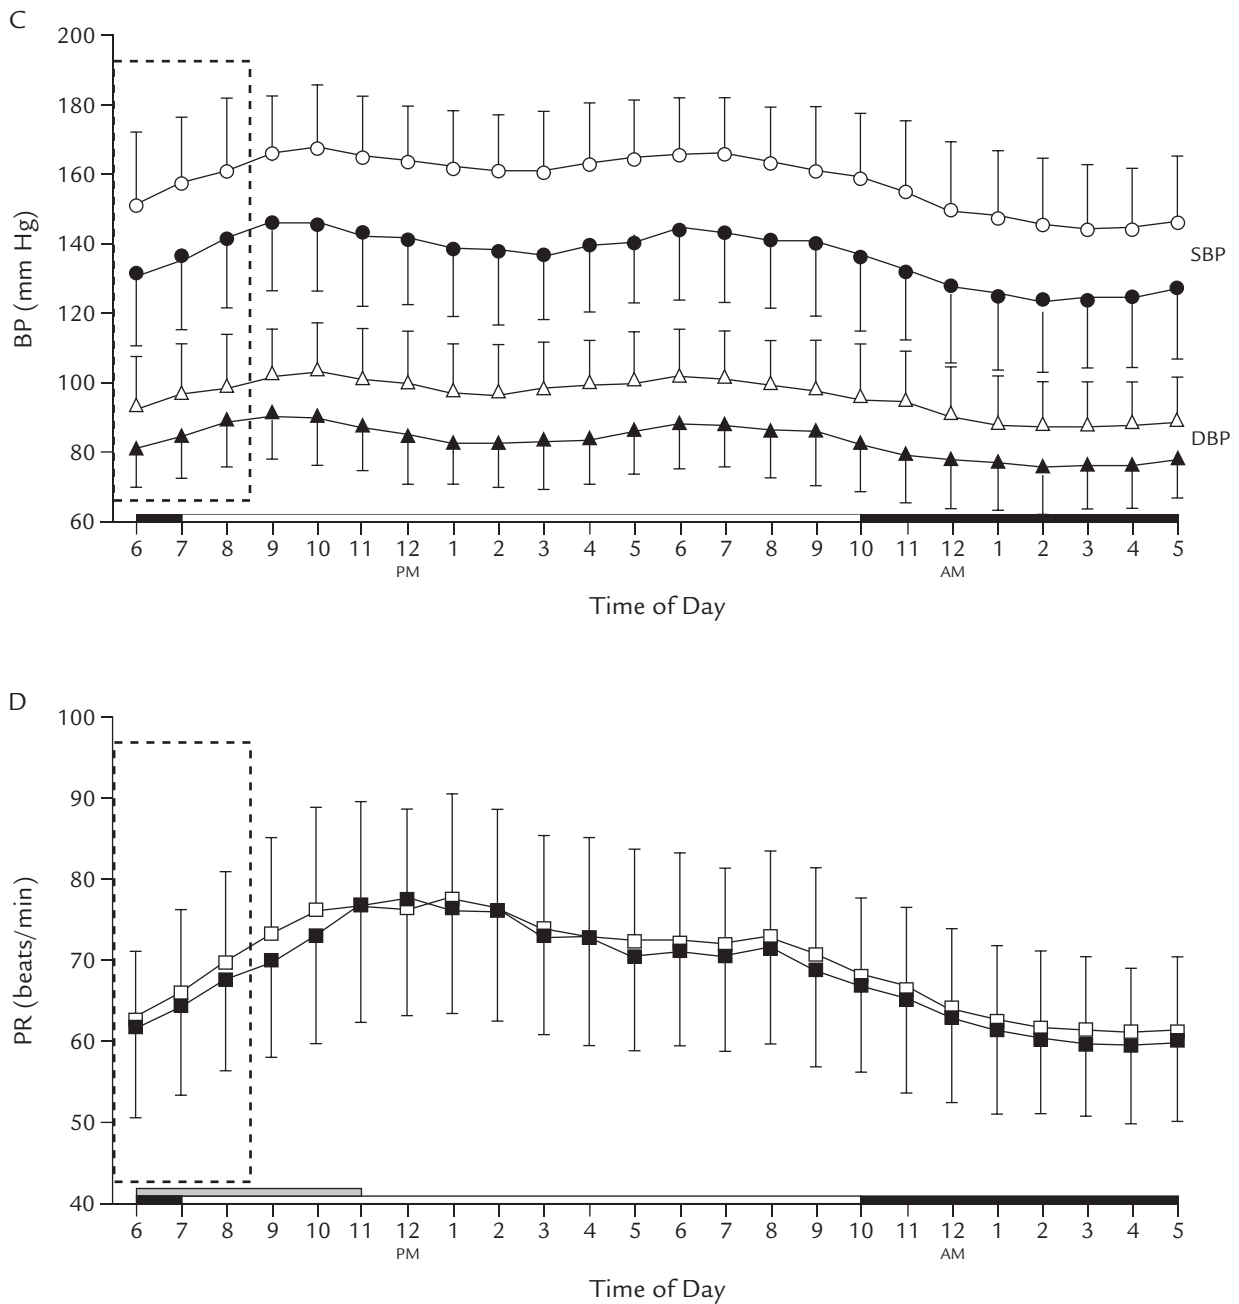 C
200
180
160
140
120
100
80
60
BP (mm Hg)
SBP
DBP
6 7 8 9 10 11 12 1 2 3 4 5 6 7 8 9 10 11 12 1 2 3 4 5
PM AM
Time of Day
D
100
90
80
70
60
50
40
PR (beats/min)
6 7 8 9 10 11 12 1 2 3 4 5 6 7 8 9 10 11 12 1 2 3 4 5
PM AM
Time of Day